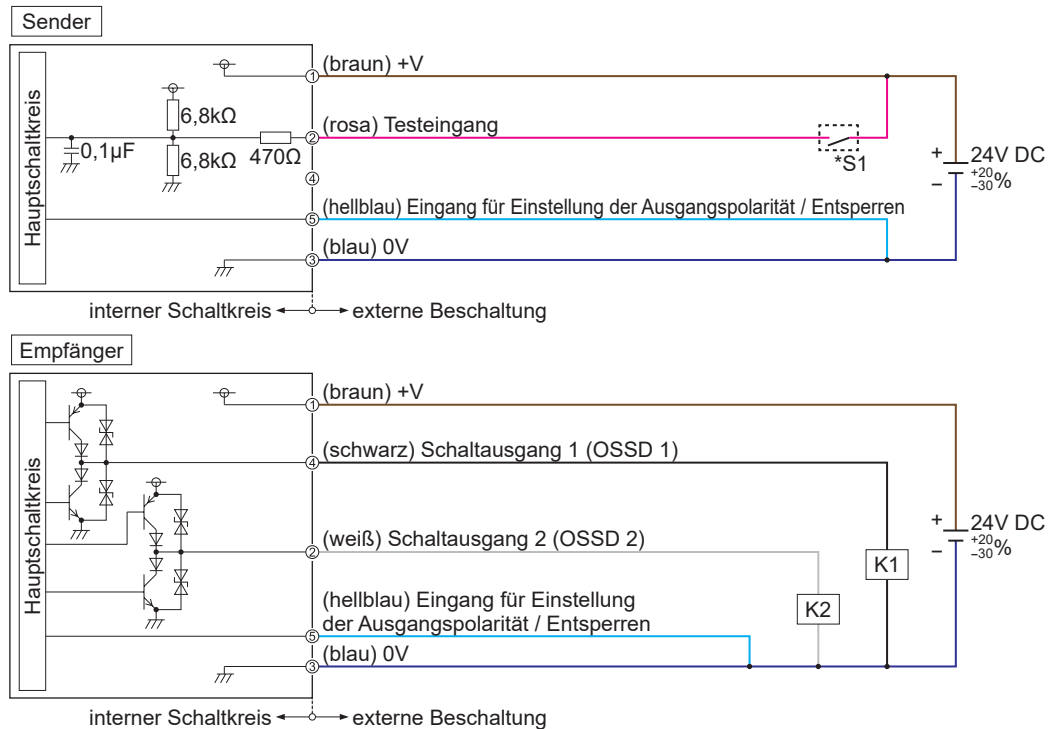 Sender
Hauptschaltkreis
(braun) +V
1
6,8kΩ
0,1µF
6,8kΩ
470Ω
(rosa) Testeingang
2
*S1
4
+ 24V DC
– +20 –30 %
(hellblau) Eingang für Einstellung der Ausgangspolarität / Entsperren
5
(blau) 0V
3
interner Schaltkreis
externe Beschaltung
Empfänger
Hauptschaltkreis
(braun) +V
1
(schwarz) Schaltausgang 1 (OSSD 1)
4
(weiß) Schaltausgang 2 (OSSD 2)
2
K1
K2
+ 24V DC
– +20 –30 %
(hellblau) Eingang für Einstellung
der Ausgangspolarität / Entsperren
5
(blau) 0V
3
interner Schaltkreis
externe Beschaltung